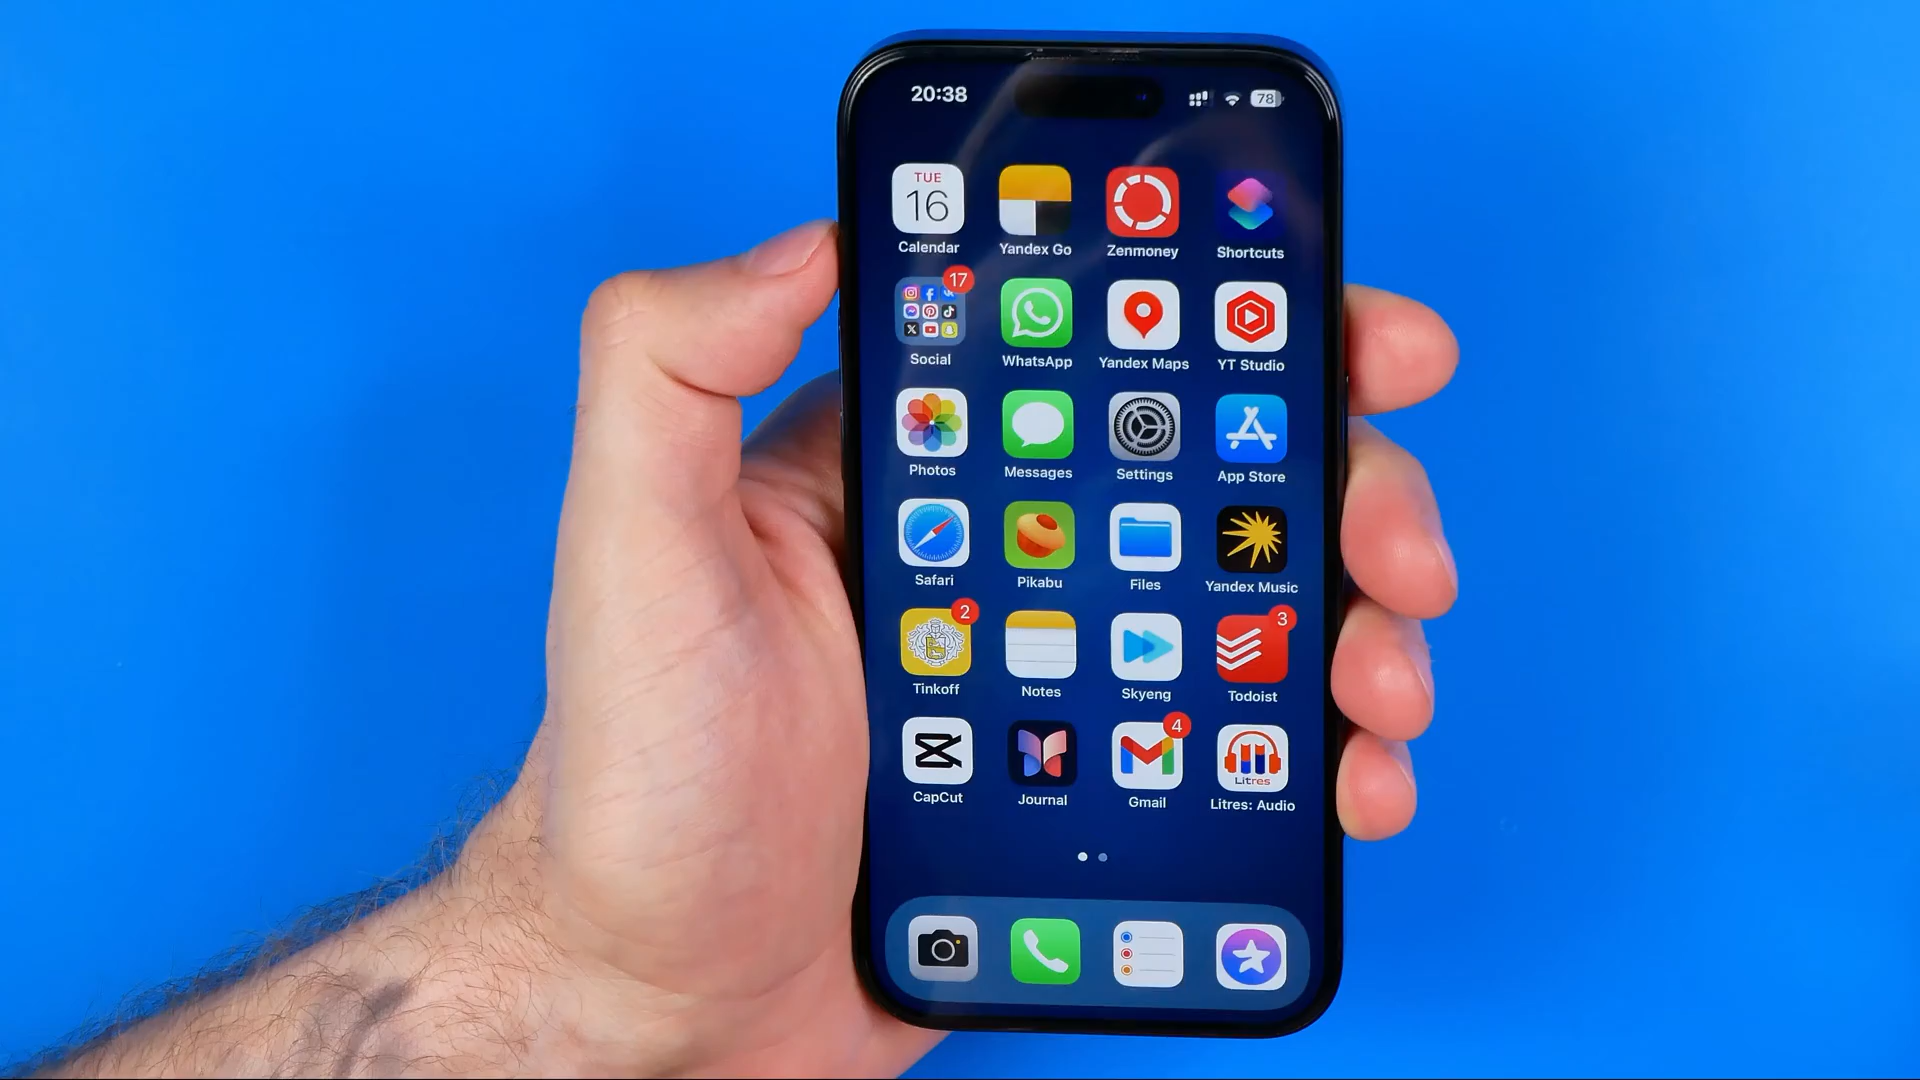 20:38
78
TUE
16
Calendar
Yandex Go
Zenmoney
Shortcuts
17
Social
WhatsApp
Yandex Maps
YT Studio
Photos
Messages
Settings
App Store
Safari
Pikabu
Files
Yandex Music
2
Tinkoff
Notes
Skyeng
3
Todoist
CapCut
Journal
4
Gmail
Litres
Litres: Audio